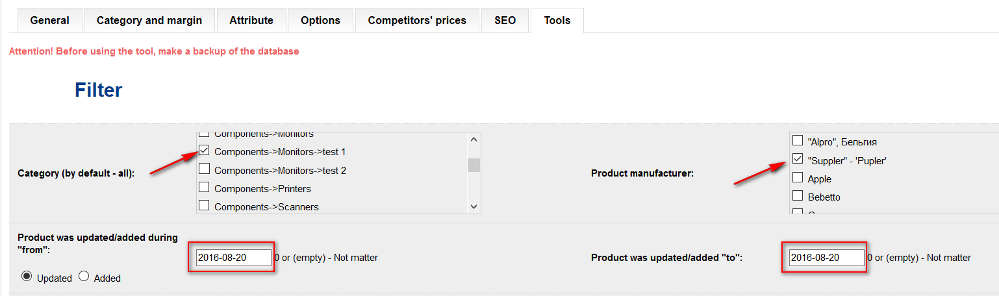 General Category and margin Attribute Options Competitors' prices SEO Tools
Attention! Before using the tool, make a backup of the database
Filter
Category (by default - all):
Components->Monitors
Components->Monitors->test 1
Components->Monitors->test 2
Components->Printers
Components->Scanners
Product manufacturer:
"Alpro", Бельгия
"Suppler" - 'Pupler'
Apple
Bebetto
Product was updated/added during
"from":
2016-08-20 0 or (empty) - Not matter
Updated Added
Product was updated/added "to":
2016-08-20 0 or (empty) - Not matter